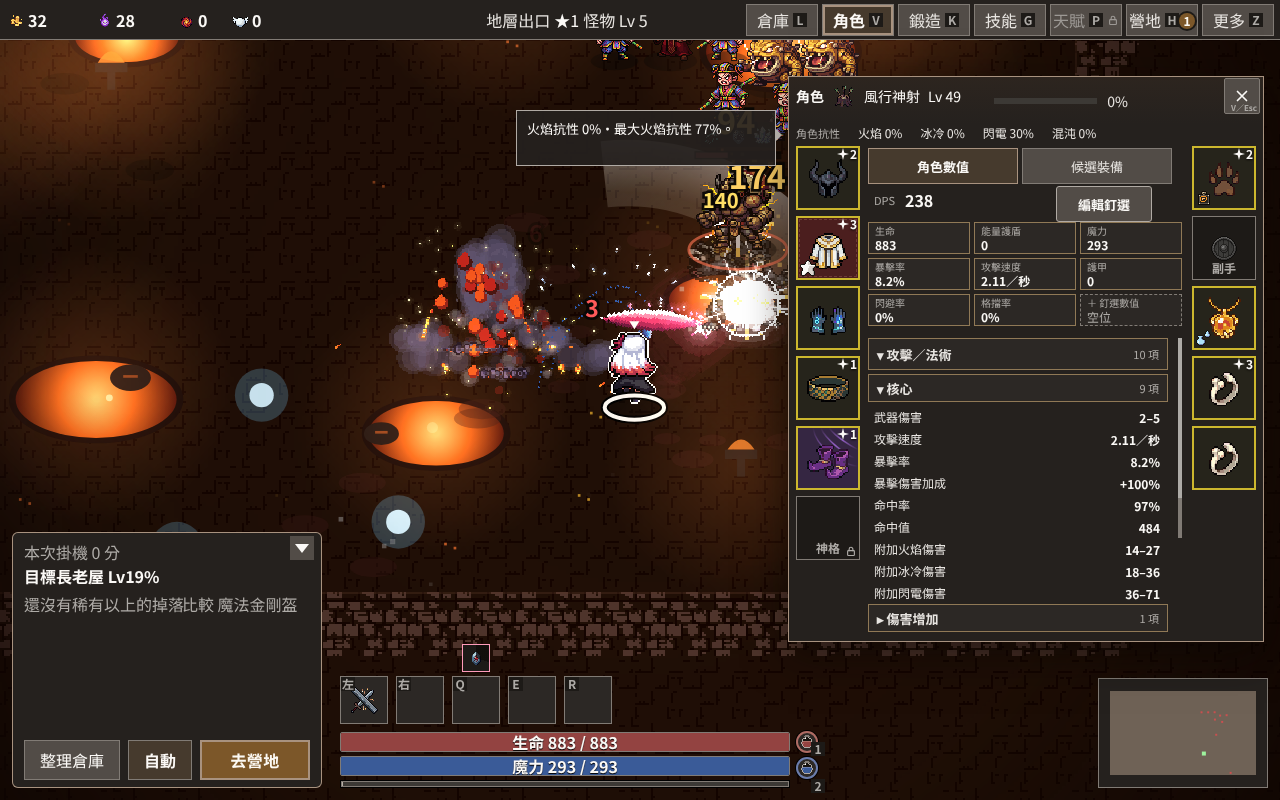 32 28 0 0 地層出口 ★1 怪物 Lv 5 倉庫 L 角色 V 鍛造 K 技能 G 天賦 P 營地 H 1 更多 Z
角色 風行神射 Lv 49 0% V／Esc
角色抗性 火焰 0% 冰冷 0% 閃電 30% 混沌 0%
火焰抗性 0%・最大火焰抗性 77%。
94
174
140
3
2
3
1
1
神格
2
副手
3
角色數值 候選裝備
DPS 238 編輯釘選
生命 能量護盾 魔力
883 0 293
暴擊率 攻擊速度 護甲
8.2% 2.11／秒 0
閃避率 格擋率 ＋ 釘選數值
0% 0% 空位
▾攻擊／法術 10 項
▾核心 9 項
武器傷害 2–5
攻擊速度 2.11／秒
暴擊率 8.2%
暴擊傷害加成 +100%
命中率 97%
命中值 484
附加火焰傷害 14–27
附加冰冷傷害 18–36
附加閃電傷害 36–71
▸傷害增加 1 項
本次掛機 0 分
目標長老屋 Lv19%
還沒有稀有以上的掉落比較 魔法金剛盔
整理倉庫 自動 去營地
左 右 Q E R
生命 883 / 883 1
魔力 293 / 293
2